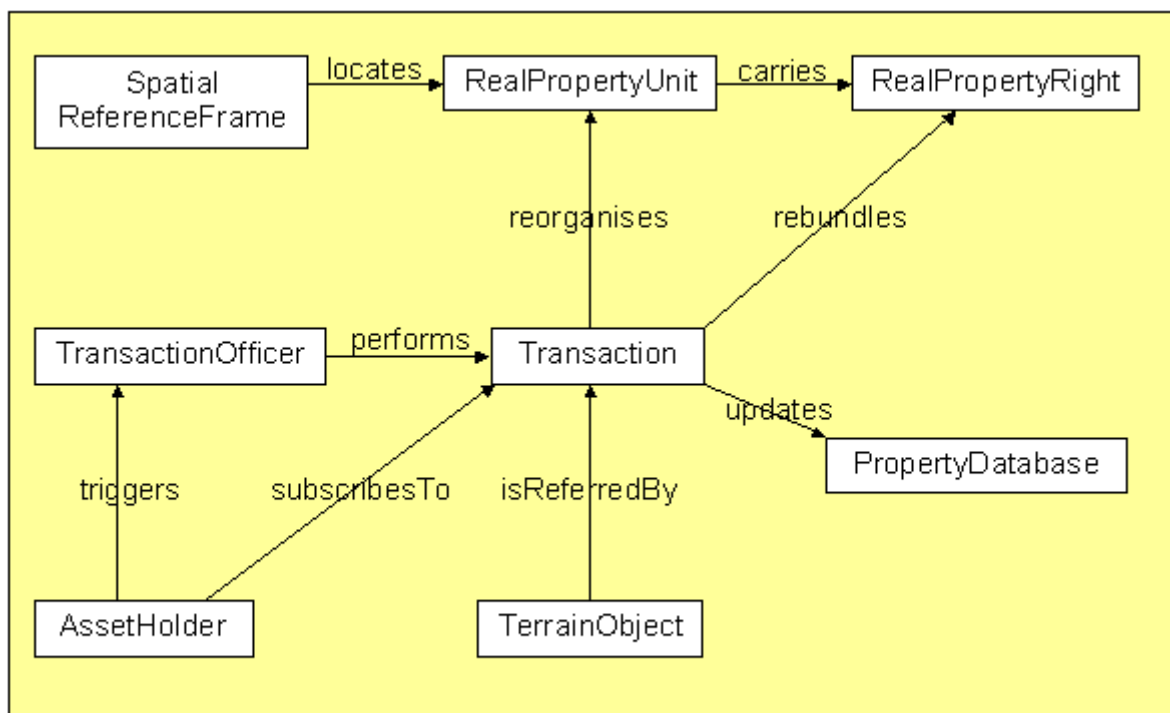 Spatial
ReferenceFrame
locates
RealPropertyUnit
carries
RealPropertyRight
reorganises
rebundles
TransactionOfficer
performs
Transaction
updates
PropertyDatabase
triggers
subscribesTo
isReferredBy
AssetHolder
TerrainObject